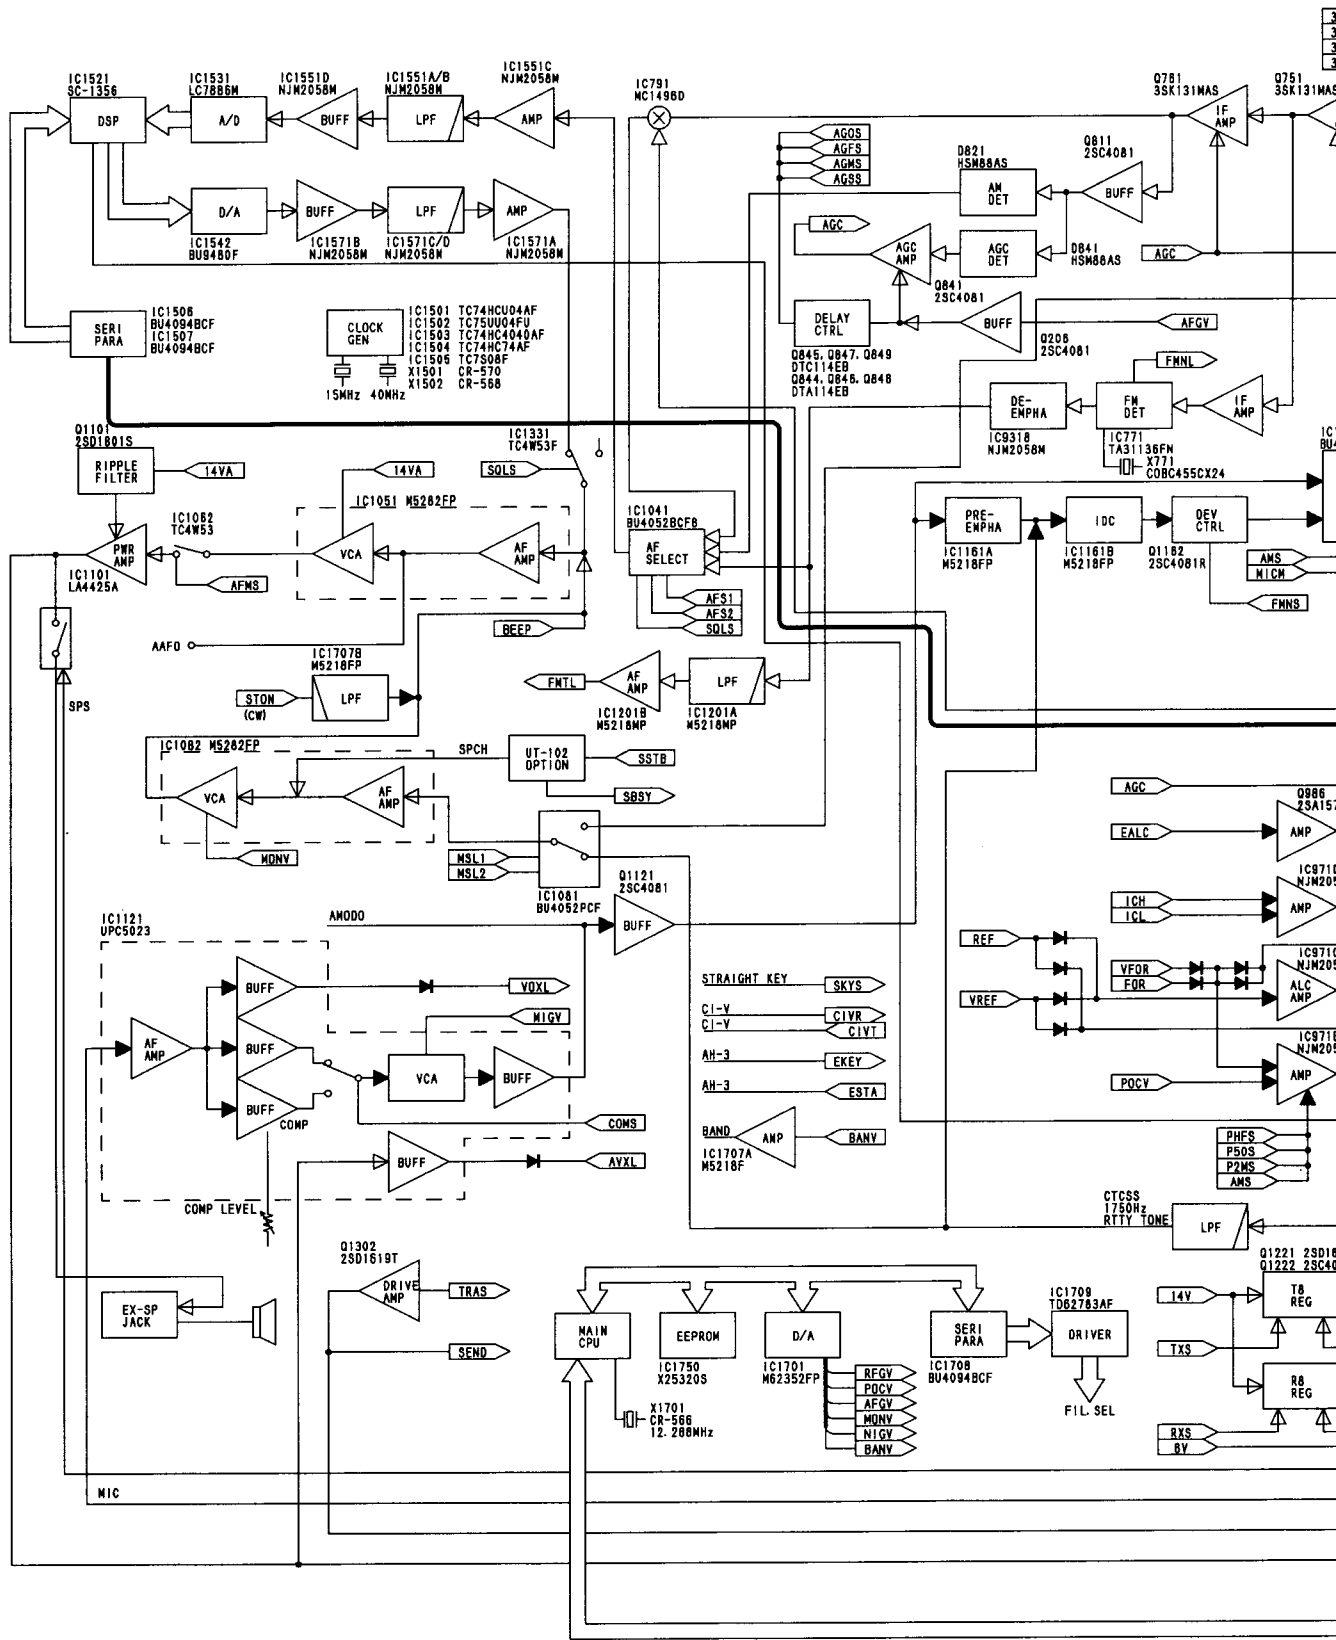 IC1521
SC-1356
DSP
IC1531
LC7886M
A/D
IC1551D
NJM2058M
BUFF
IC1551A/B
NJM2058M
LPF
IC1551C
NJM2058M
AMP
IC791
MC1496D
Q781
3SK131MAS
IF
AMP
Q751
3SK131MAS
AGOS
AGFS
AGMS
AGSS
D821
HSM88AS
AM
DET
Q811
2SC4081
BUFF
D/A
IC1542
BU9480F
BUFF
IC1571B
NJM2058M
LPF
IC1571C/D
NJM2058M
AMP
IC1571A
NJM2058M
AGC
AGC
AMP
Q841
2SC4081
AGC
DET
D841
HSM88AS
AGC
SERI
PARA
IC1506
BU4094BCF
IC1507
BU4094BCF
CLOCK
GEN
15MHz 40MHz
IC1501 TC74HCU04AF
IC1502 TC7SUU04FU
IC1503 TC74HC4040AF
IC1504 TC74HC74AF
IC1505 TC7S08F
X1501 CR-570
X1502 CR-568
DELAY
CTRL
Q845, Q847, Q849
DTC114EB
Q844, Q846, Q848
DTA114EB
BUFF
Q206
2SC4081
AFGV
FMNL
DE-
EMPHA
IC931B
NJM2058M
FM
DET
IC771
TA31136FN
X771
COBC455CX24
IF
AMP
Q1101
2SD1801S
RIPPLE
FILTER
14VA
14VA
IC1331
TC4W53F
SQLS
IC1051 M5282FP
IC1062
TC4W53
PWR
AMP
IC1101
LA4425A
AFMS
VCA
AF
AMP
IC1041
BU4052BCF8
AF
SELECT
AFS1
AFS2
SQLS
PRE-
EMPHA
IC1161A
M5218FP
IDC
IC1161B
M5218FP
DEV
CTRL
Q1162
2SC4081R
AMS
MICM
FMNS
BEEP
AAFO
SPS
STON
(CW)
IC1707B
M5218FP
LPF
FMTL
AF
AMP
IC1201B
M5218MP
LPF
IC1201A
M5218MP
IC1082 M5282FP
VCA
AF
AMP
MONV
SPCH
UT-102
OPTION
SSTB
SBSY
MSL1
MSL2
IC1081
BU4052PCF
AGC
EALC
Q986
AMP
Q1121
2SC4081
BUFF
ICH
ICL
AMP
IC1121
UPC5023
AMODO
REF
VREF
VFOR
FOR
ALC
AMP
BUFF
VOXL
MIGV
AF
AMP
BUFF
BUFF
COMP
VCA
BUFF
COMS
BUFF
AVXL
COMP LEVEL
STRAIGHT KEY
SKYS
CI-V
CIVR
CI-V
CIVT
AH-3
EKEY
AH-3
ESTA
BAND
AMP
BANV
IC1707A
M5218F
POCV
AMP
PHFS
P50S
P2MS
AMS
CTCSS
1750Hz
RTTY TONE
LPF
EX-SP
JACK
Q1302
2SD1619T
DRIVE
AMP
TRAS
SEND
MAIN
CPU
X1701
CR-566
12.288MHz
EEPROM
IC1750
X25320S
D/A
IC1701
M62352FP
RFGV
POCV
AFGV
MONV
NIGV
BANV
SERI
PARA
IC1708
BU4094BCF
IC1709
TD62783AF
DRIVER
FIL. SEL
Q1221
Q1222
14V
T8
REG
TXS
R8
REG
RXS
8V
MIC